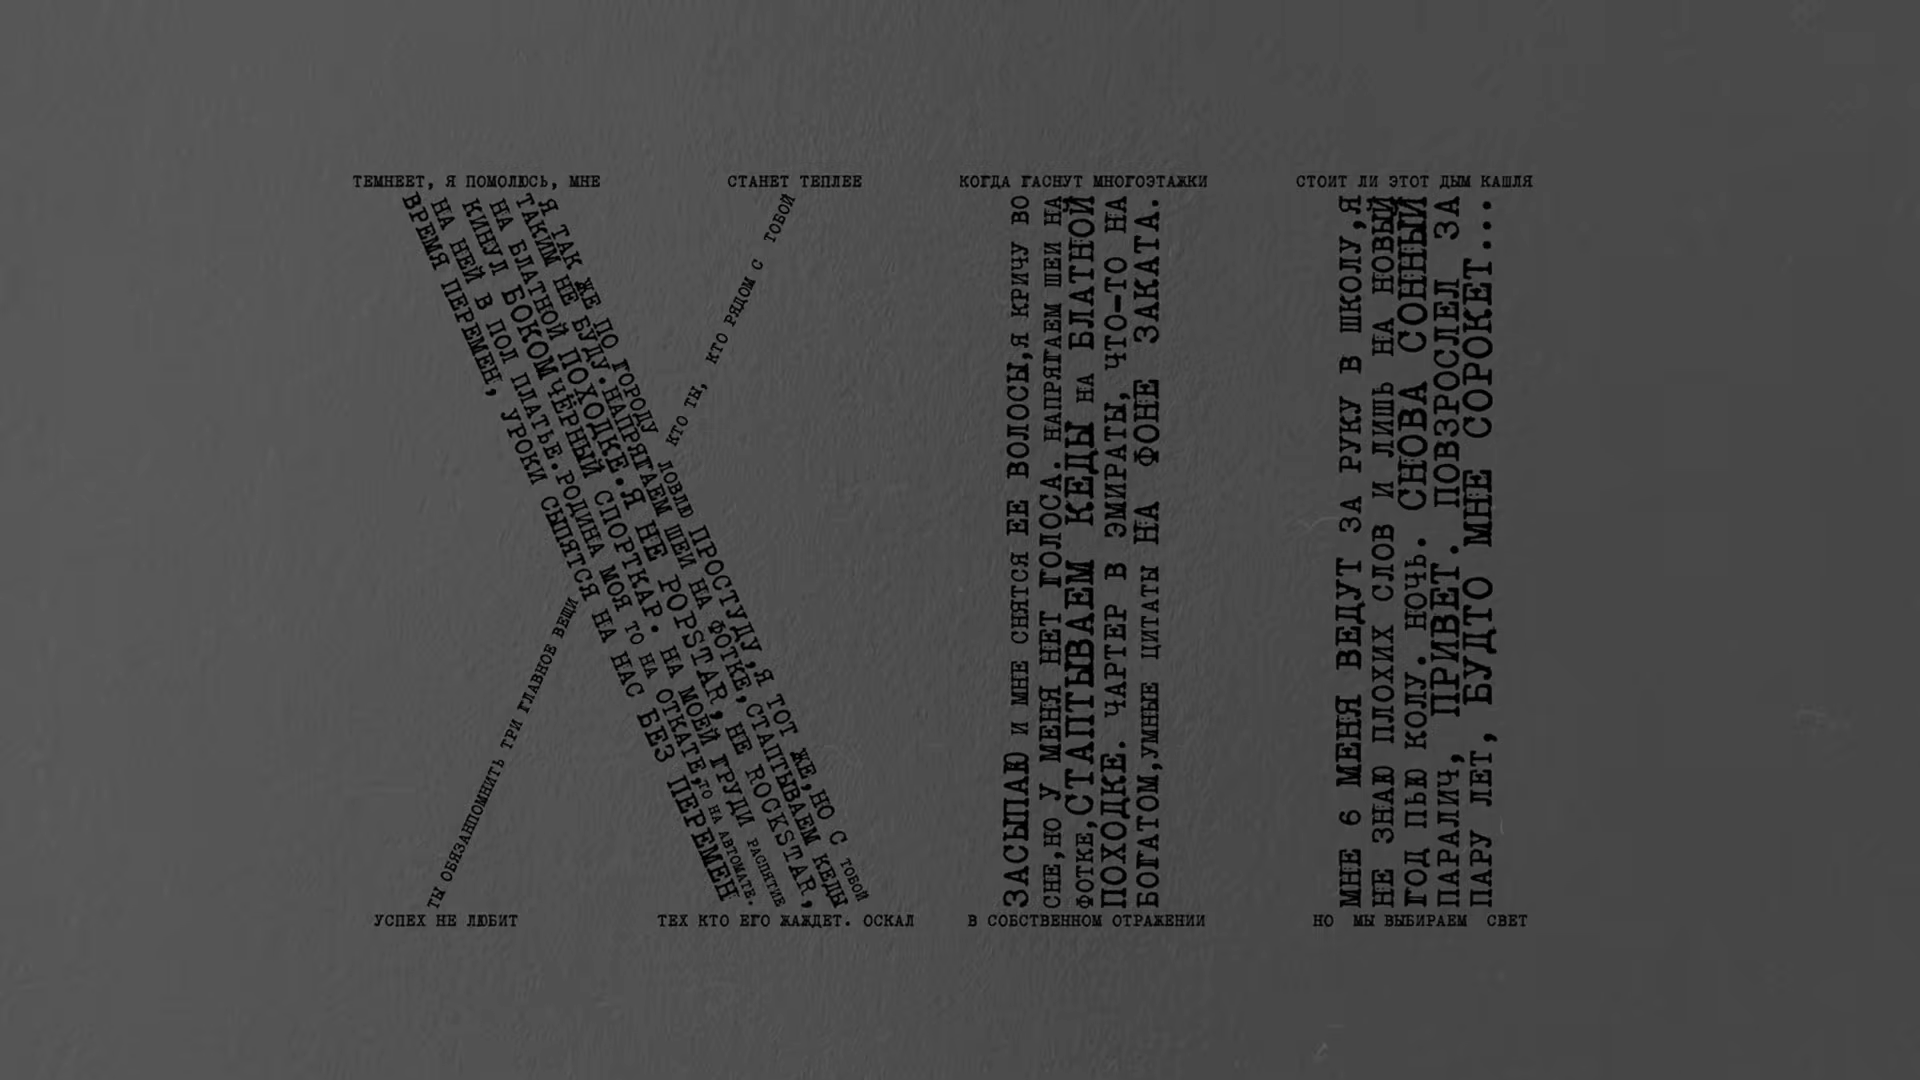 ТЕМНЕЕТ, Я ПОМОЛЮСЬ, МНЕ
СТАНЕТ ТЕПЛЕЕ
КОГДА ГАСНУТ МНОГОЭТАЖКИ
СТОИТ ЛИ ЭТОТ ДЫМ КАШЛЯ
Я ТАК ЖЕ ПО ГОРОДУ ЛОВЛЮ ПРОСТУДУ,Я ТОТ ЖЕ,НО С ТОБОЙ
ТАКИМ НЕ БУДУ.НАПРЯГАЕМ ШЕИ НА ФОТКЕ,СТАПТЫВАЕМ КЕДЫ
НА БЛАТНОЙ ПОХОДКЕ.Я НЕ POPSTAR, НЕ ROCKSTAR,
КИНУЛ БОКОМ ЧЁРНЫЙ СПОРТКАР. НА МОЕЙ ГРУДИ РАСПЯТИЕ
НА НЕЙ В ПОЛ ПЛАТЬЕ.РОДИНА МОЯ ТО НА ОТКАТЕ,ТО НА АВТОМАТЕ.
ВРЕМЯ ПЕРЕМЕН, УРОКИ СЫПЯТСЯ НА НАС БЕЗ ПЕРЕМЕН
КТО ТЫ, КТО РЯДОМ С ТОБОЙ
ТЫ ОБЯЗАНПОМНИТЬ ТРИ ГЛАВНОЕ ВЕЩИ
ЗАСЫПАЮ И МНЕ СНЯТСЯ ЕЕ ВОЛОСЫ,Я КРИЧУ ВО
СНЕ,НО У МЕНЯ НЕТ ГОЛОСА. НАПРЯГАЕМ ШЕИ НА
ФОТКЕ,СТАПТЫВАЕМ КЕДЫ НА БЛАТНОЙ
ПОХОДКЕ. ЧАРТЕР В ЭМИРАТЫ, ЧТО-ТО НА
БОГАТОМ,УМНЫЕ ЦИТАТЫ НА ФОНЕ ЗАКАТА.
МНЕ 6 МЕНЯ ВЕДУТ ЗА РУКУ В ШКОЛУ,Я
НЕ ЗНАЮ ПЛОХИХ СЛОВ И ЛИШЬ НА НОВЫЙ
ГОД ПЬЮ КОЛУ. НОЧЬ. СНОВА СОННЫЙ
ПАРАЛИЧ, ПРИВЕТ. ПОВЗРОСЛЕЛ ЗА
ПАРУ ЛЕТ, БУДТО МНЕ СОРОКЕТ...
УСПЕХ НЕ ЛЮБИТ
ТЕХ КТО ЕГО ЖАЖДЕТ. ОСКАЛ
В СОБСТВЕННОМ ОТРАЖЕНИИ
НО МЫ ВЫБИРАЕМ СВЕТ